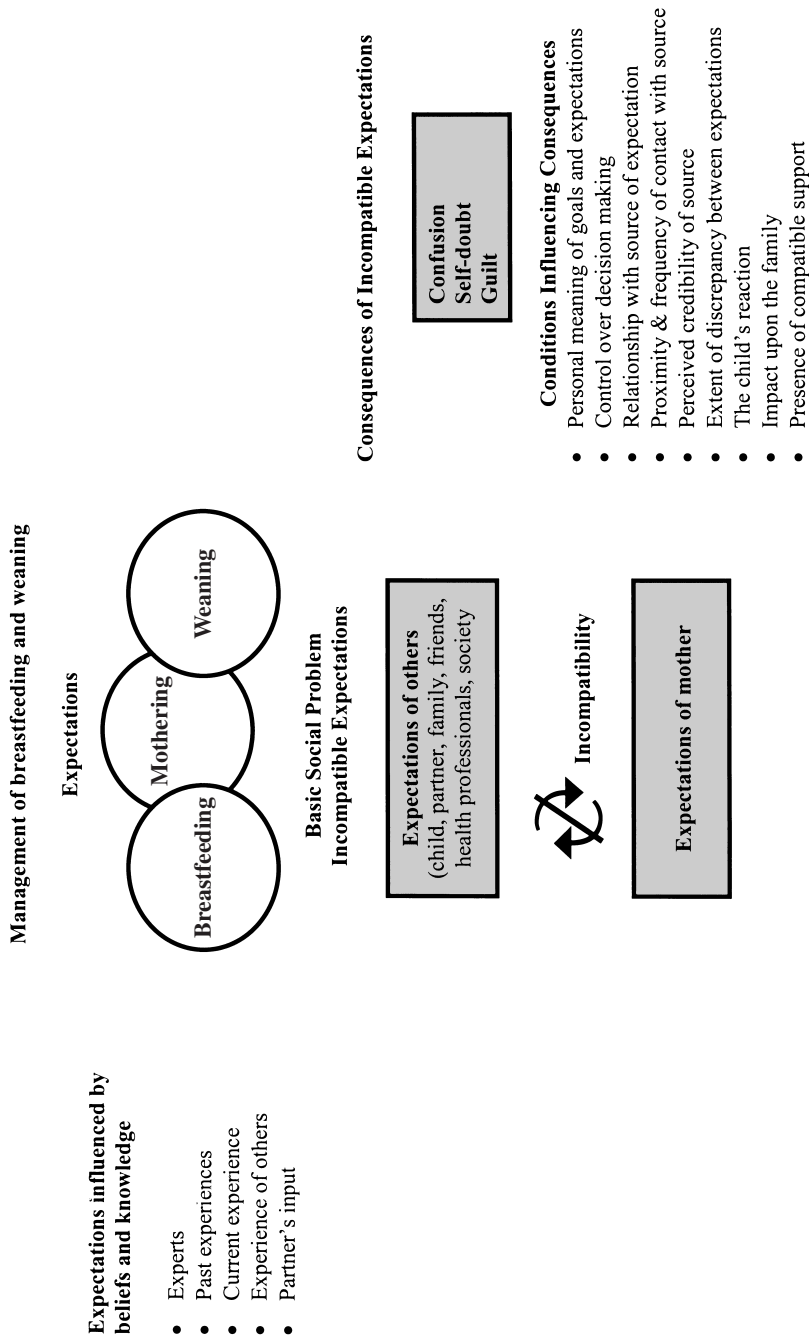 Management of breastfeeding and weaning
Expectations influenced by
beliefs and knowledge
• Experts
• Past experiences
• Current experience
• Experience of others
• Partner's input
Expectations
Breastfeeding
Mothering
Weaning
Basic Social Problem
Incompatible Expectations
Expectations of others
(child, partner, family, friends,
health professionals, society
Incompatibility
Expectations of mother
Consequences of Incompatible Expectations
Confusion
Self-doubt
Guilt
Conditions Influencing Consequences
• Personal meaning of goals and expectations
• Control over decision making
• Relationship with source of expectation
• Proximity & frequency of contact with source
• Perceived credibility of source
• Extent of discrepancy between expectations
• The child's reaction
• Impact upon the family
• Presence of compatible support